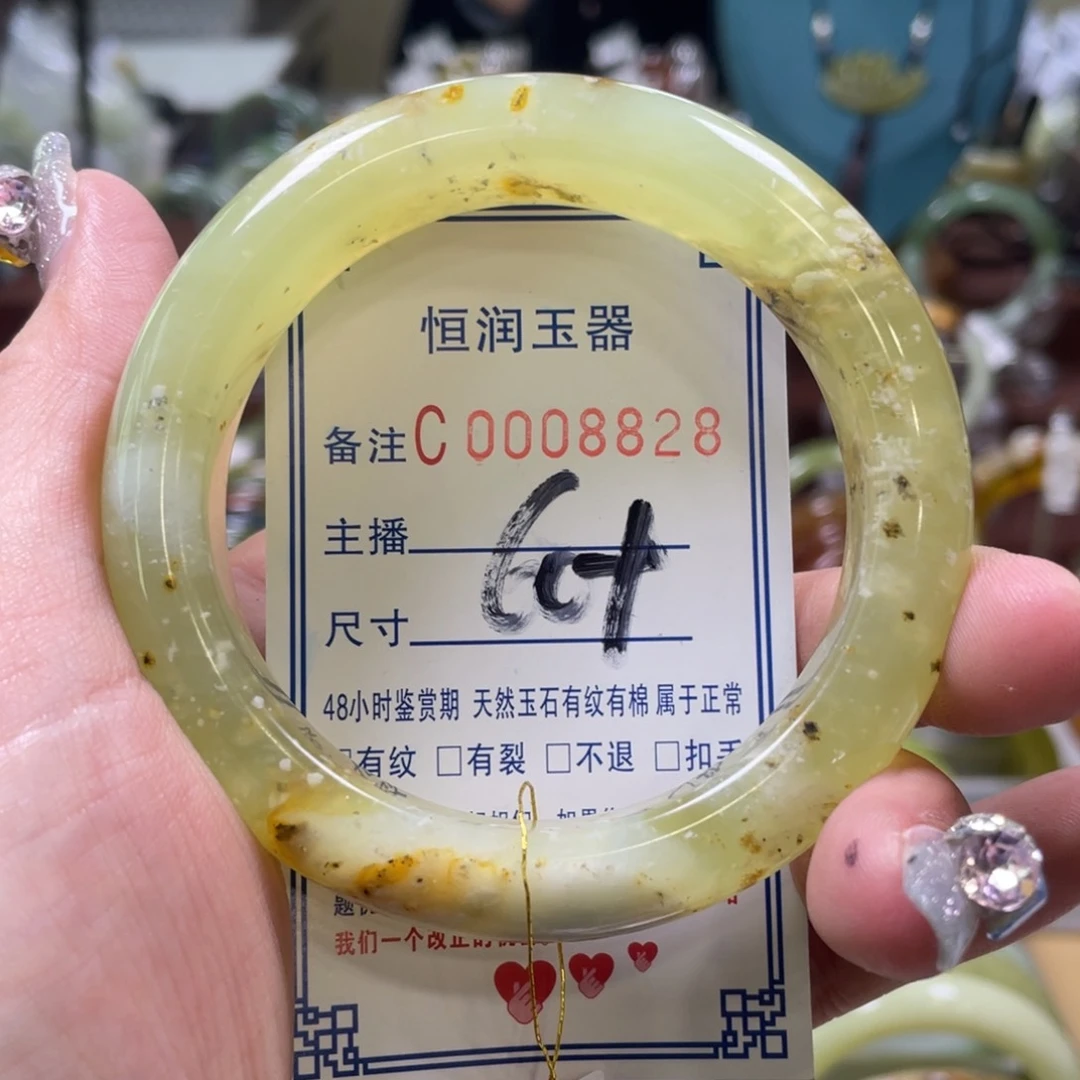 恒润玉器
备注 C0008828
主播
尺寸 64
48小时鉴赏期 天然玉石有纹有棉 属于正常
有纹 □有裂 □不退 □扣手
我们一个改正的机会